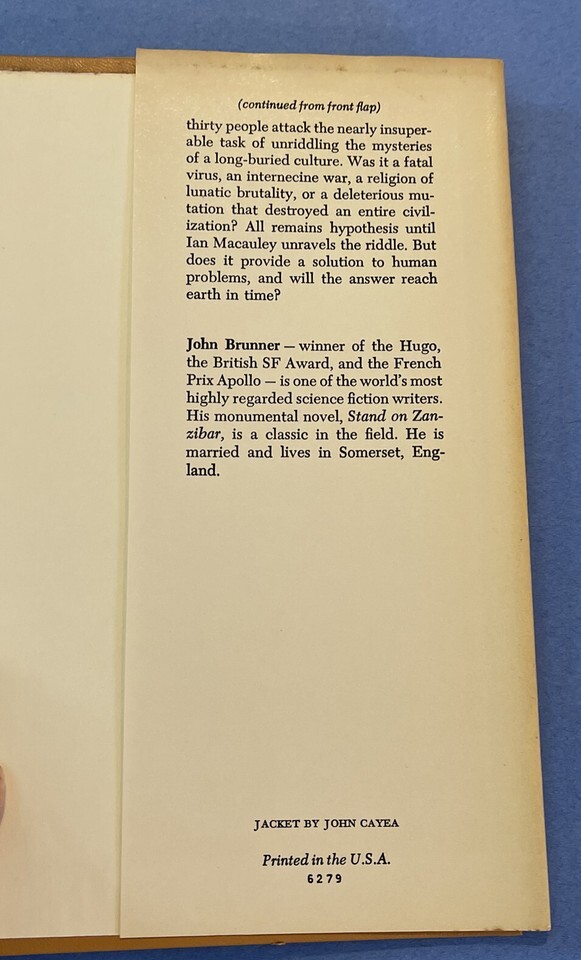 (continued from front flap)
thirty people attack the nearly insuper-
able task of unriddling the mysteries
of a long-buried culture. Was it a fatal
virus, an internecine war, a religion of
lunatic brutality, or a deleterious mu-
tation that destroyed an entire civil-
ization? All remains hypothesis until
Ian Macauley unravels the riddle. But
does it provide a solution to human
problems, and will the answer reach
earth in time?
John Brunner — winner of the Hugo,
the British SF Award, and the French
Prix Apollo — is one of the world's most
highly regarded science fiction writers.
His monumental novel, Stand on Zan-
zibar, is a classic in the field. He is
married and lives in Somerset, Eng-
land.
JACKET BY JOHN CAYEA
Printed in the U.S.A.
6279